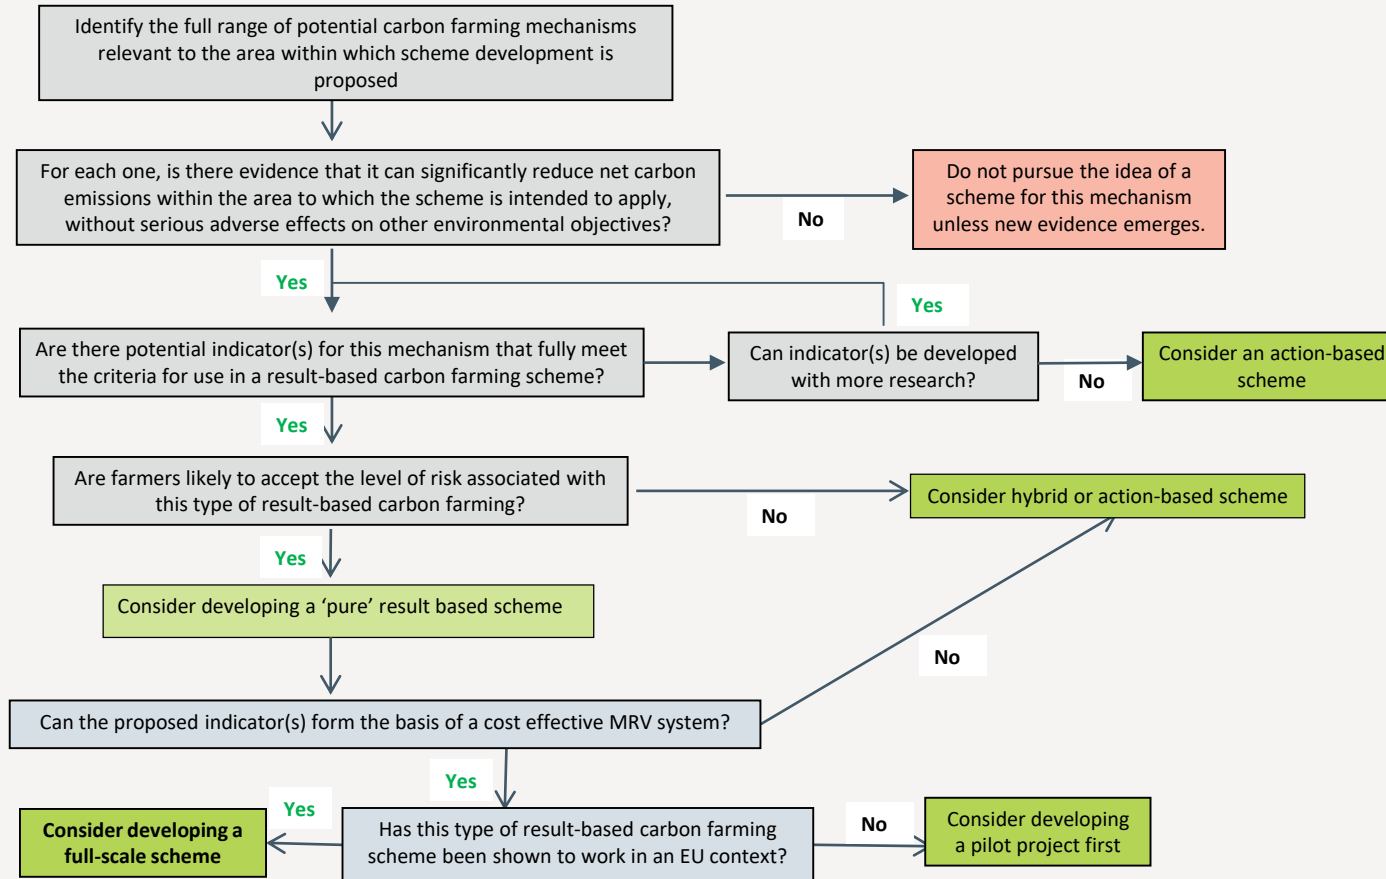 Identify the full range of potential carbon farming mechanisms
relevant to the area within which scheme development is
proposed
For each one, is there evidence that it can significantly reduce net carbon
emissions within the area to which the scheme is intended to apply,
without serious adverse effects on other environmental objectives?
No
Do not pursue the idea of a
scheme for this mechanism
unless new evidence emerges.
Yes
Yes
Are there potential indicator(s) for this mechanism that fully meet
the criteria for use in a result-based carbon farming scheme?
Can indicator(s) be developed
with more research?
No
Consider an action-based
scheme
Yes
Are farmers likely to accept the level of risk associated with
this type of result-based carbon farming?
No
Consider hybrid or action-based scheme
Yes
Consider developing a ‘pure’ result based scheme
No
Can the proposed indicator(s) form the basis of a cost effective MRV system?
Yes
Yes
Consider developing a
full-scale scheme
Has this type of result-based carbon farming
scheme been shown to work in an EU context?
No
Consider developing
a pilot project first